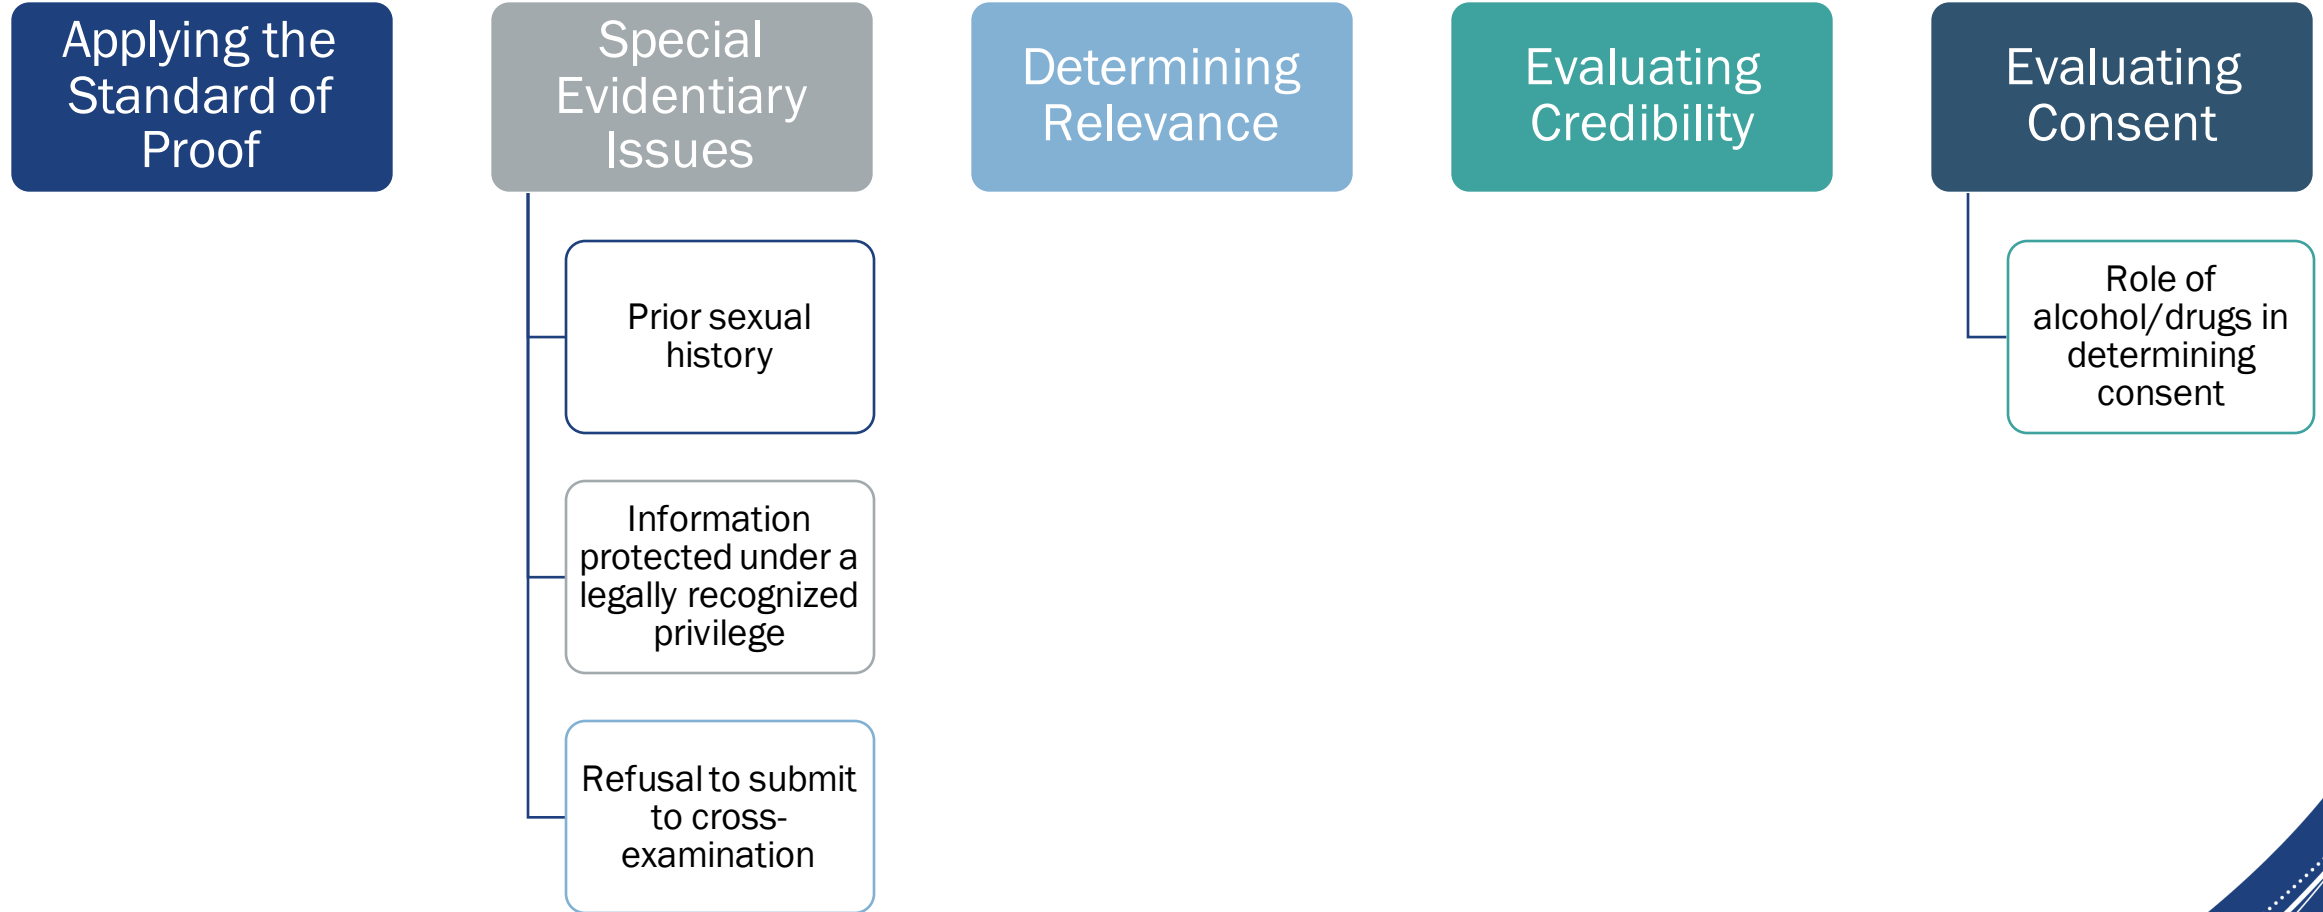 Applying the
Standard of
Proof
Special
Evidentiary
Issues
Prior sexual
history
Information
protected under a
legally recognized
privilege
Refusal to submit
to cross-
examination
Determining
Relevance
Evaluating
Credibility
Evaluating
Consent
Role of
alcohol/drugs in
determining
consent